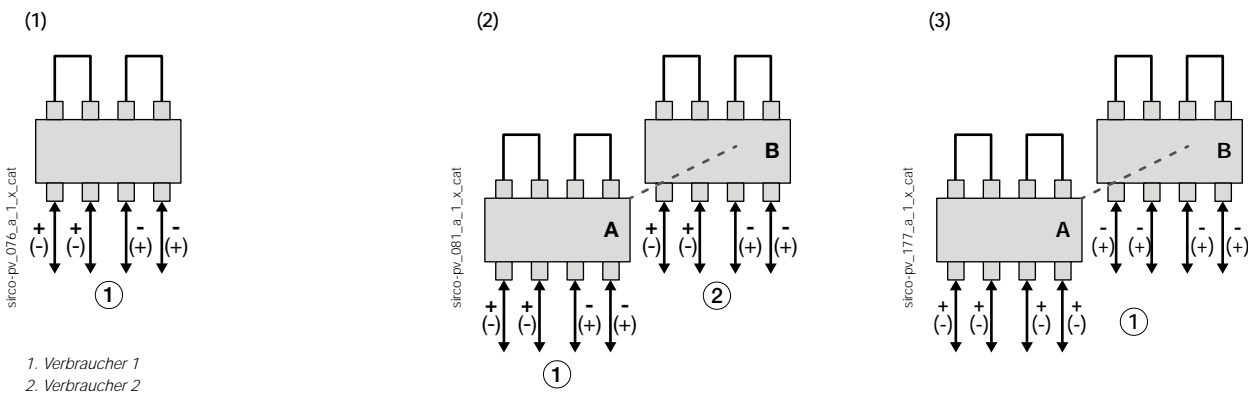 (1)
(2)
(3)
sirco-pv_076_a_1_x_cat
+ + - -
(-) (-) (+) (+)
1
sirco-pv_081_a_1_x_cat
A
+ + - -
(-) (-) (+) (+)
1
B
+ + - -
(-) (-) (+) (+)
2
sirco-pv_177_a_1_x_cat
A
+ + + +
(-) (-) (-) (-)
B
- - - -
(+) (+) (+) (+)
1
1. Verbraucher 1
2. Verbraucher 2